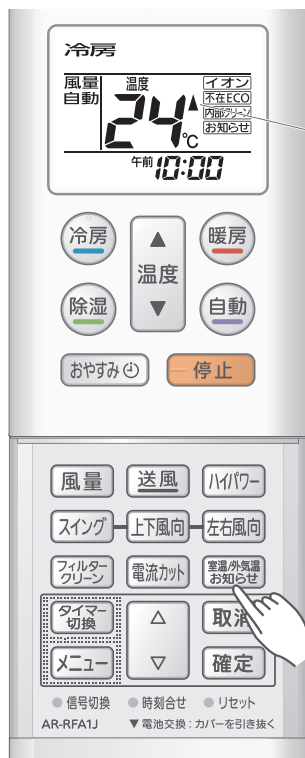 冷房
風量 温度 イオン
自動 24℃ 不在ECO
内部クリーン
お知らせ
午前10:00
冷房 暖房
温度
除湿 自動
おやすみ 停止
風量 送風 ハイパワー
スイング 上下風向 左右風向
フィルター クリーン 電流カット 室温/外気温 お知らせ
タイマー 切換 取消
メニュー 確定
信号切換 時刻合せ リセット
AR-RFA1J ▼電池交換:カバーを引き抜く